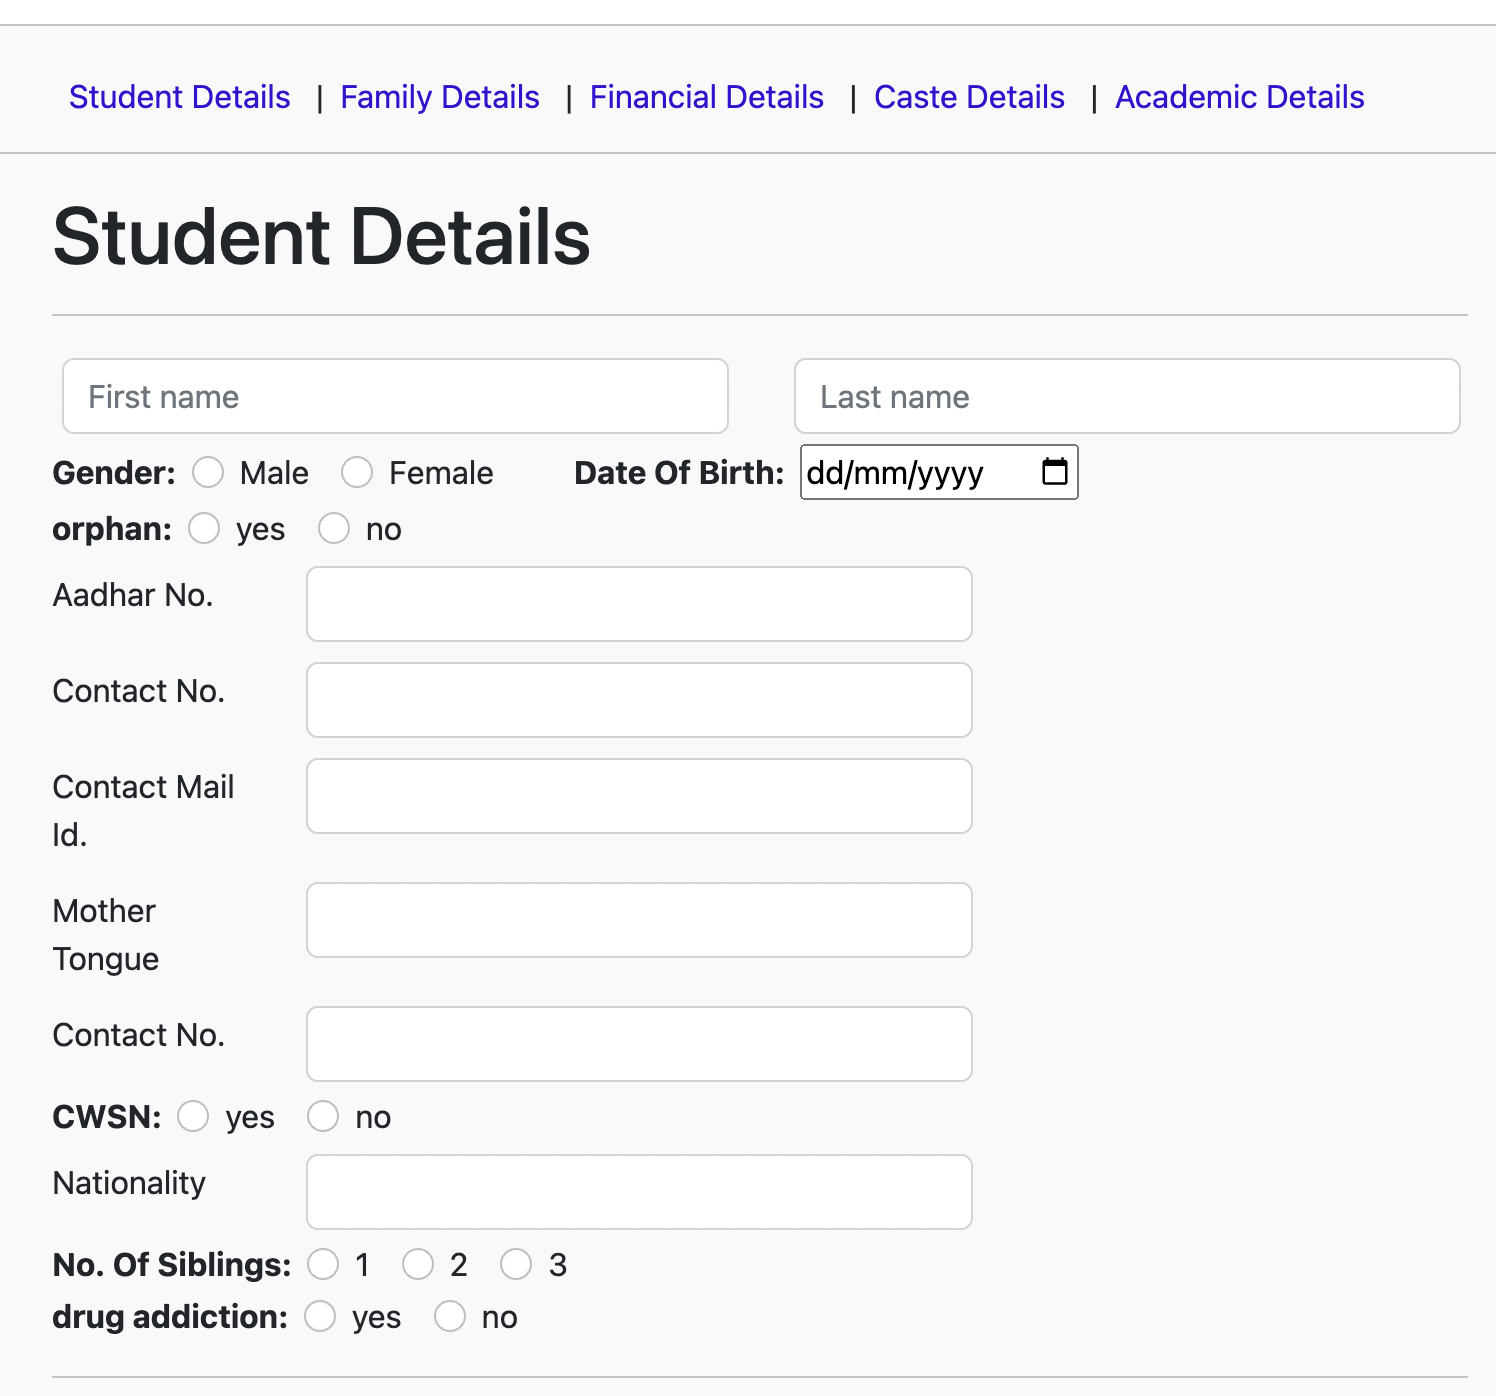 Student Details | Family Details | Financial Details | Caste Details | Academic Details
Student Details
First name Last name
Gender: Male Female Date Of Birth: dd/mm/yyyy
orphan: yes no
Aadhar No.
Contact No.
Contact Mail
Id.
Mother
Tongue
Contact No.
CWSN: yes no
Nationality
No. Of Siblings: 1 2 3
drug addiction: yes no